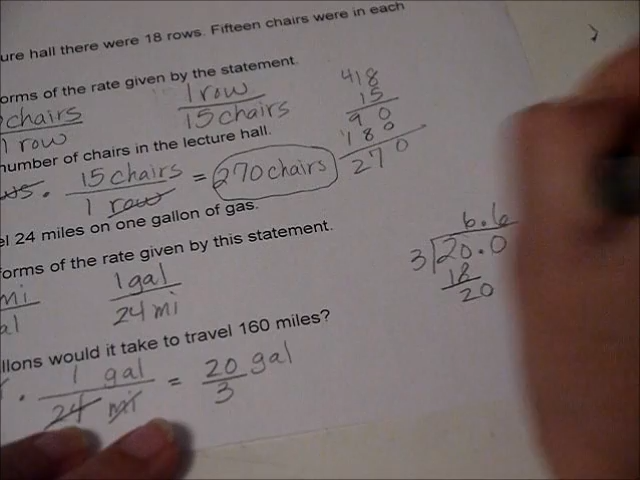 ure hall there were 18 rows. Fifteen chairs were in each
orms of the rate given by the statement.
chairs
1 row
1 row
15 chairs
418
15
90
180
270
number of chairs in the lecture hall.
ws · 15 chairs / 1 row = 270 chairs
el 24 miles on one gallon of gas.
forms of the rate given by this statement.
mi
al
1 gal
24 mi
6.6
3 20.0
18
20
llons would it take to travel 160 miles?
· 1 gal / 24 mi = 20/3 gal